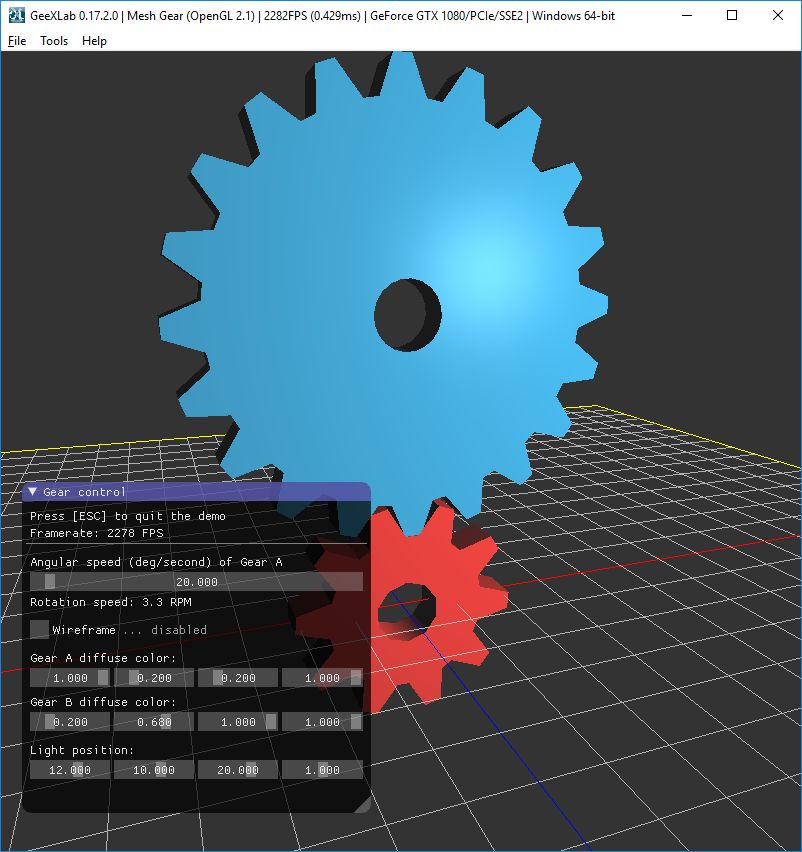 GeeXLab 0.17.2.0 | Mesh Gear (OpenGL 2.1) | 2282FPS (0.429ms) | GeForce GTX 1080/PCIe/SSE2 | Windows 64-bit
File Tools Help
Gear control
Press [ESC] to quit the demo
Framerate: 2278 FPS
Angular speed (deg/second) of Gear A
20.000
Rotation speed: 3.3 RPM
Wireframe ... disabled
Gear A diffuse color:
1.000 0.200 0.200 1.000
Gear B diffuse color:
0.200 0.680 1.000 1.000
Light position:
12.000 10.000 20.000 1.000